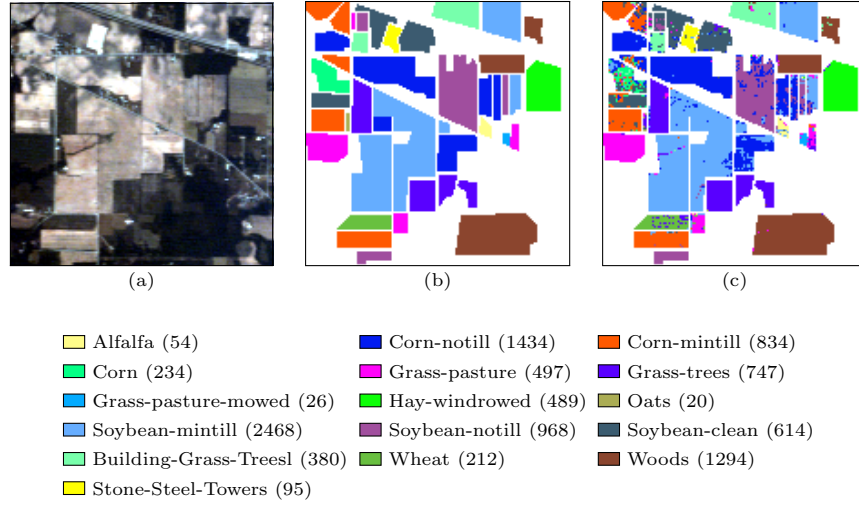 (a) (b) (c)
Alfalfa (54) Corn-notill (1434) Corn-mintill (834)
Corn (234) Grass-pasture (497) Grass-trees (747)
Grass-pasture-mowed (26) Hay-windrowed (489) Oats (20)
Soybean-mintill (2468) Soybean-notill (968) Soybean-clean (614)
Building-Grass-Treesl (380) Wheat (212) Woods (1294)
Stone-Steel-Towers (95)